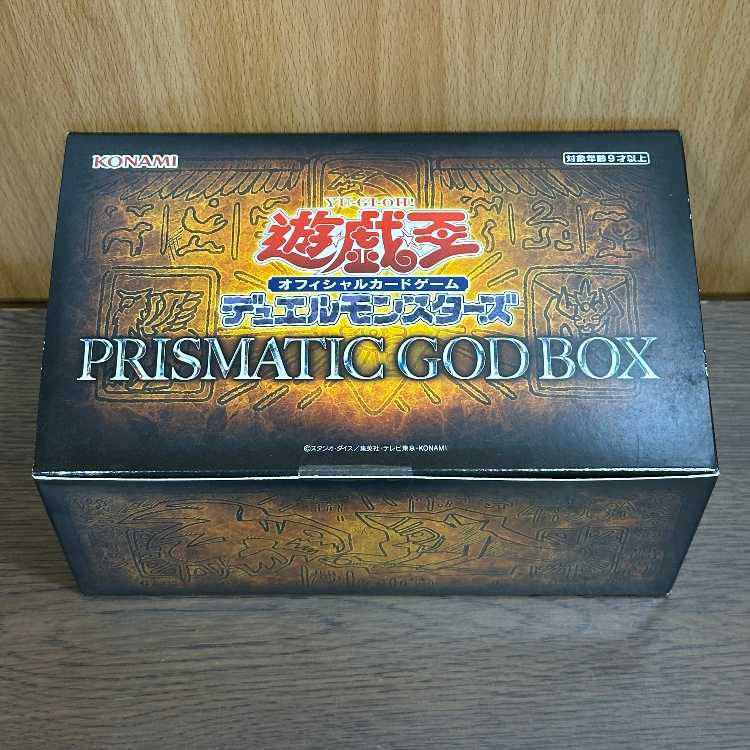 KONAMI
対象年齢9才以上
YU-GI-OH!
遊戯王
オフィシャルカードゲーム
デュエルモンスターズ
PRISMATIC GOD BOX
©スタジオ・ダイス/集英社・テレビ東京・KONAMI